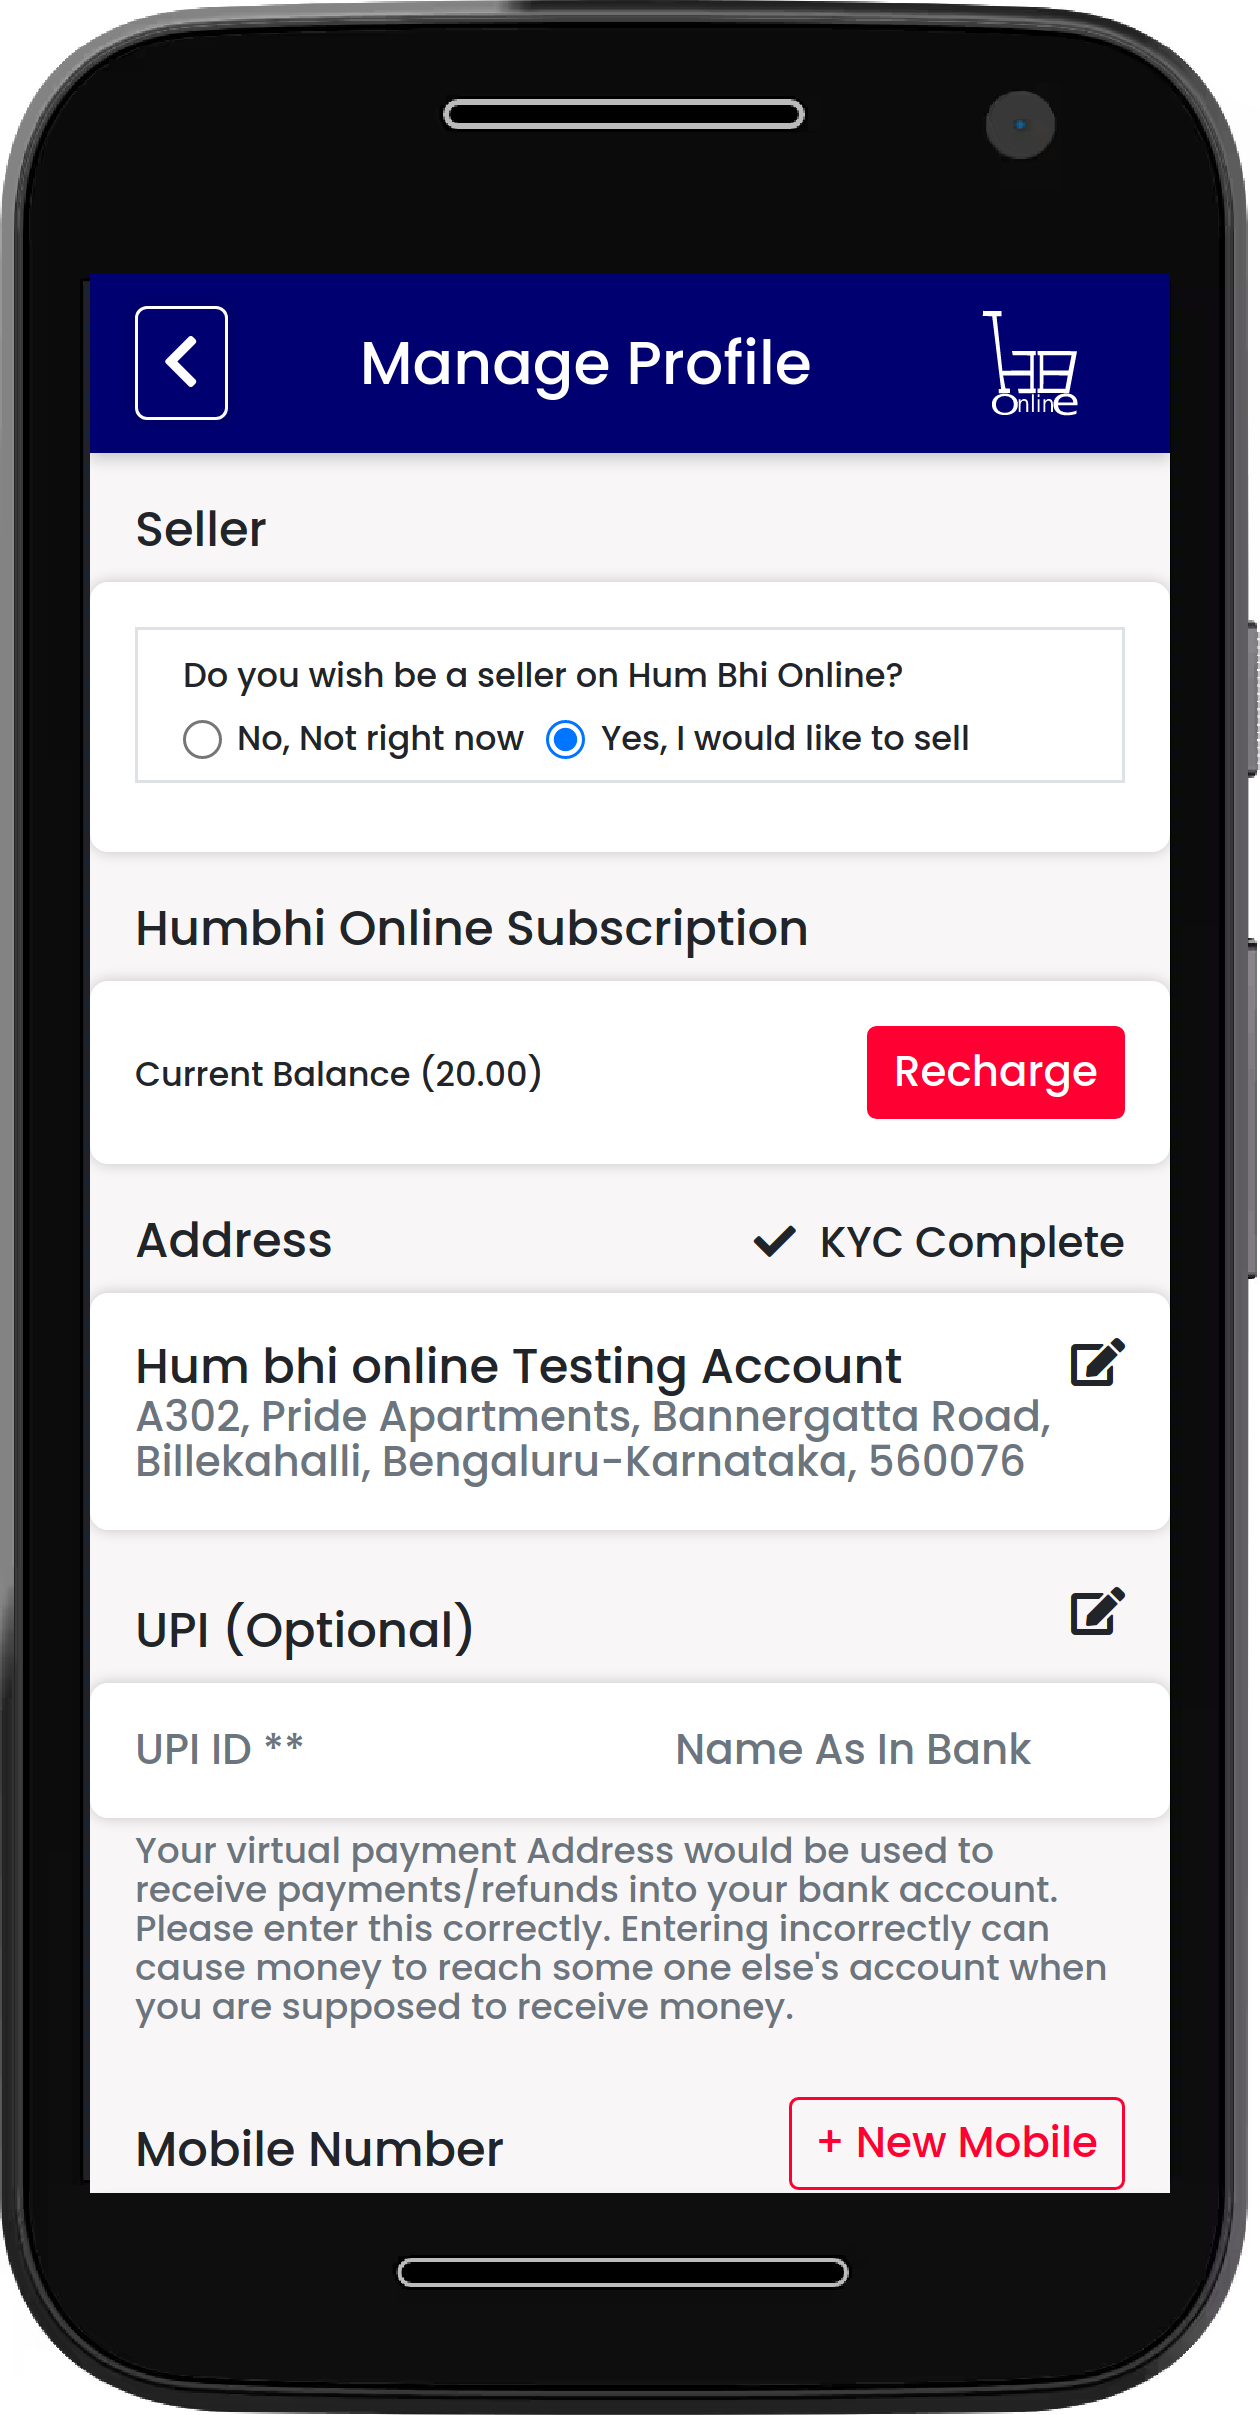 Manage Profile
Online
Seller
Do you wish be a seller on Hum Bhi Online?
No, Not right now Yes, I would like to sell
Humbhi Online Subscription
Current Balance (20.00)
Recharge
Address
KYC Complete
Hum bhi online Testing Account
A302, Pride Apartments, Bannergatta Road,
Billekahalli, Bengaluru-Karnataka, 560076
UPI (Optional)
UPI ID **
Name As In Bank
Your virtual payment Address would be used to
receive payments/refunds into your bank account.
Please enter this correctly. Entering incorrectly can
cause money to reach some one else's account when
you are supposed to receive money.
Mobile Number
+ New Mobile